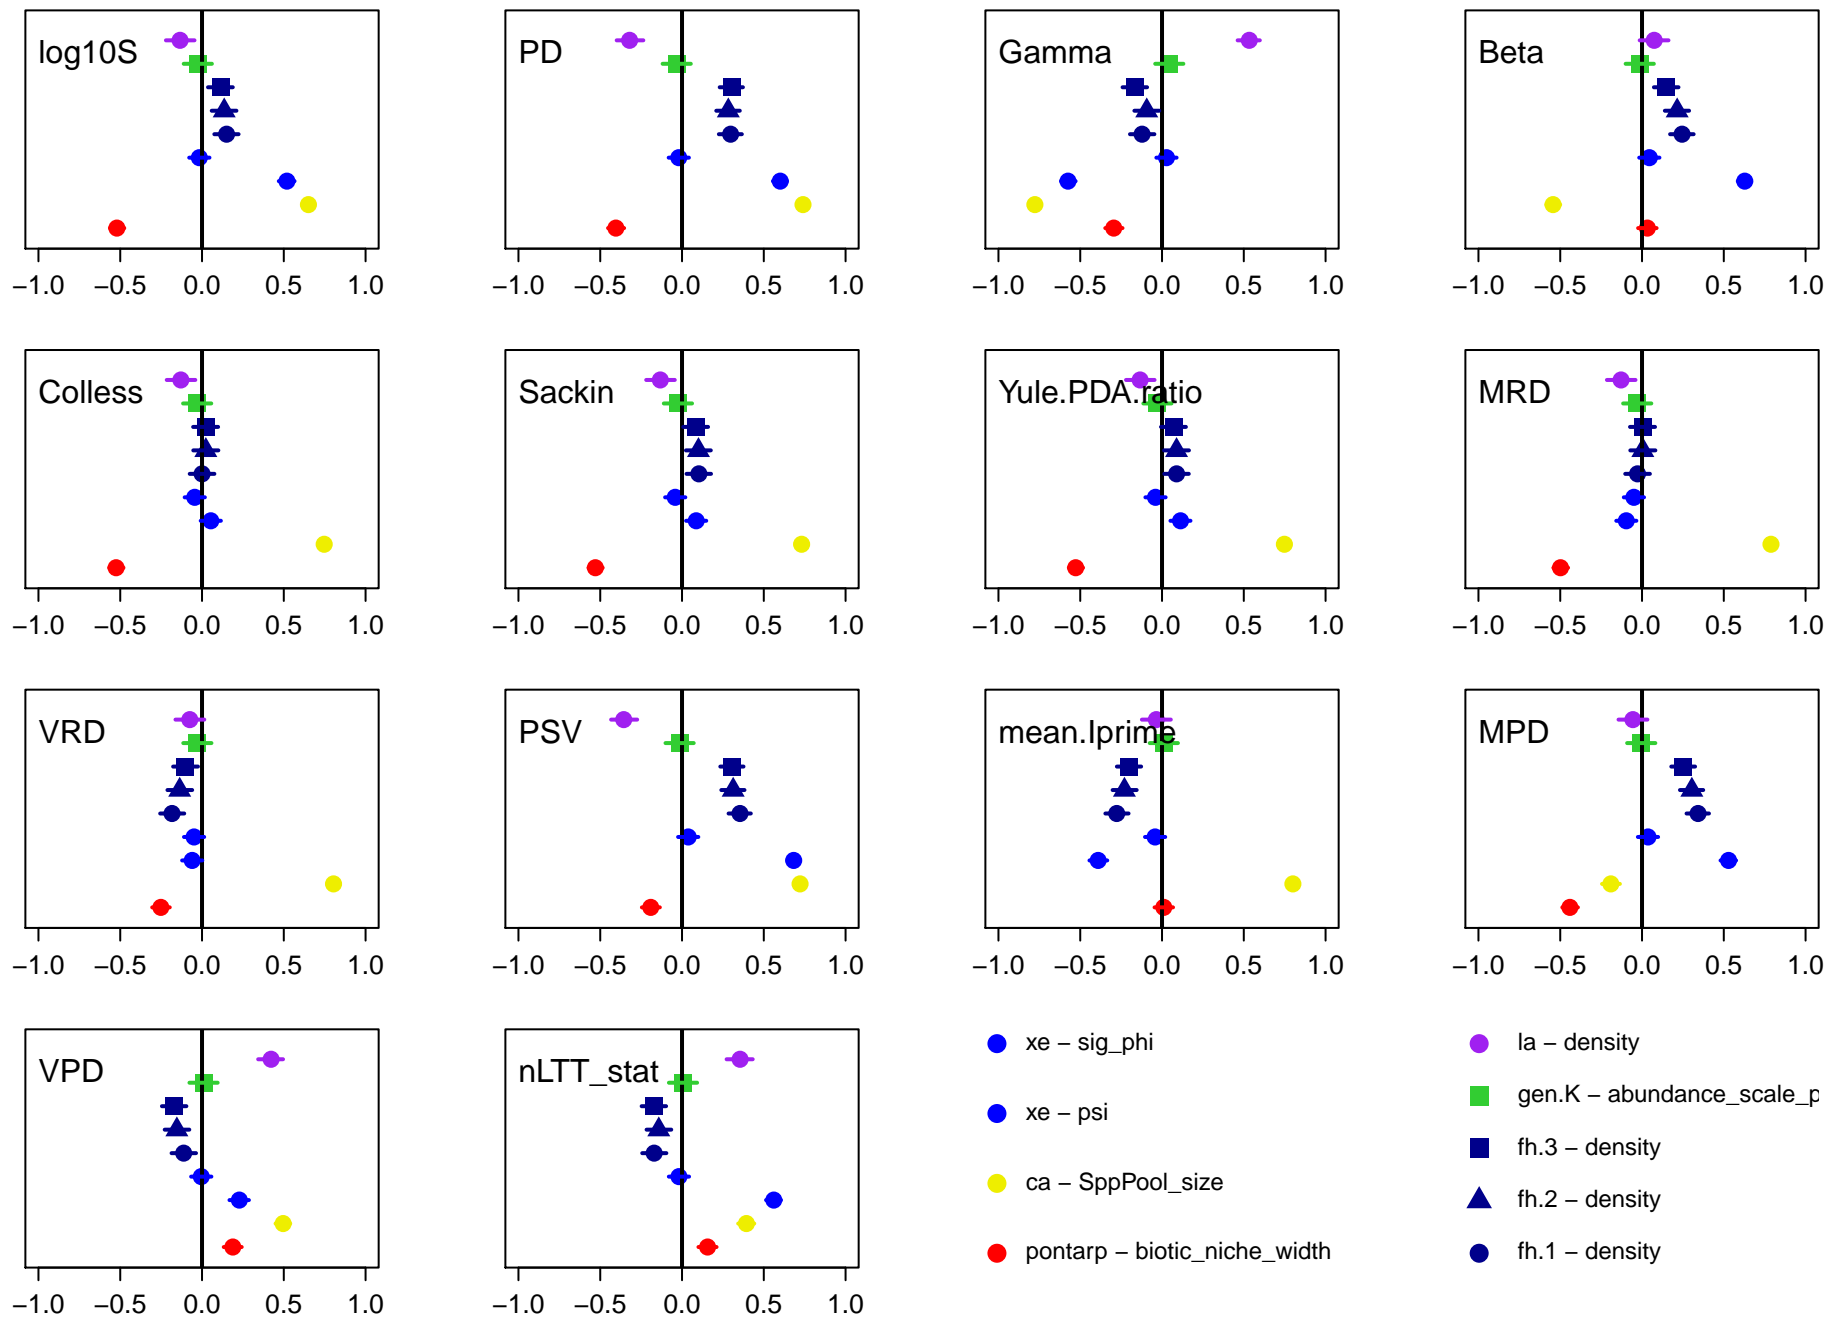 log10S
PD
Gamma
Beta
−1.0 −0.5 0.0 0.5 1.0
−1.0 −0.5 0.0 0.5 1.0
−1.0 −0.5 0.0 0.5 1.0
−1.0 −0.5 0.0 0.5 1.0
Colless
Sackin
Yule.PDA.ratio
MRD
−1.0 −0.5 0.0 0.5 1.0
−1.0 −0.5 0.0 0.5 1.0
−1.0 −0.5 0.0 0.5 1.0
−1.0 −0.5 0.0 0.5 1.0
VRD
PSV
mean.Iprime
MPD
−1.0 −0.5 0.0 0.5 1.0
−1.0 −0.5 0.0 0.5 1.0
−1.0 −0.5 0.0 0.5 1.0
−1.0 −0.5 0.0 0.5 1.0
VPD
nLTT_stat
−1.0 −0.5 0.0 0.5 1.0
−1.0 −0.5 0.0 0.5 1.0
xe − sig_phi
xe − psi
ca − SppPool_size
pontarp − biotic_niche_width
la − density
gen.K − abundance_scale_p
fh.3 − density
fh.2 − density
fh.1 − density